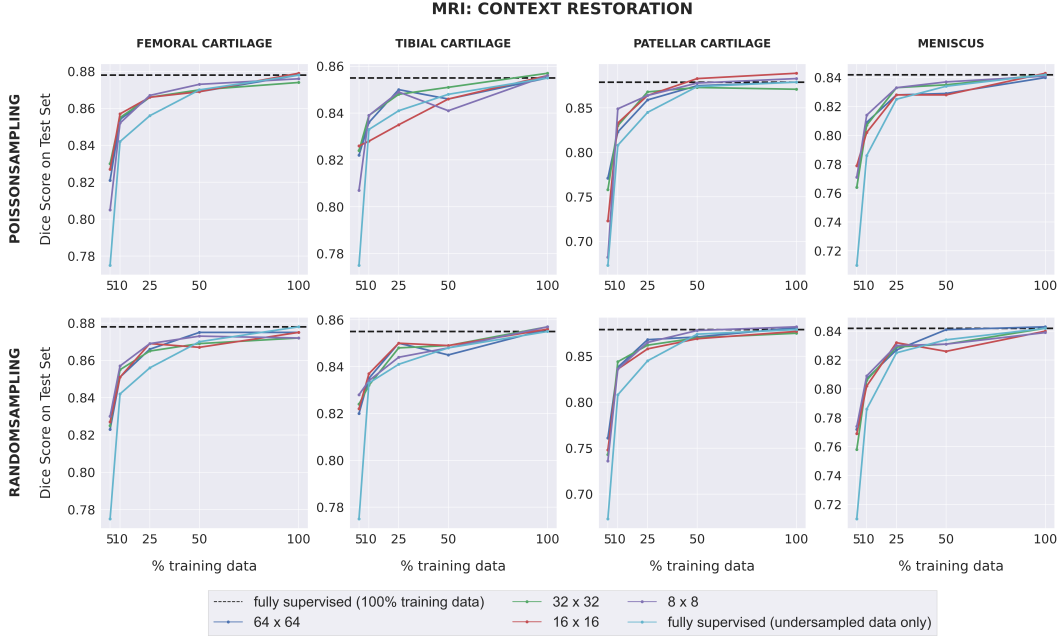 MRI: CONTEXT RESTORATION
FEMORAL CARTILAGE TIBIAL CARTILAGE PATELLAR CARTILAGE MENISCUS
POISSONSAMPLING
Dice Score on Test Set
0.88
0.86
0.84
0.82
0.80
0.78
5 10 25 50 100
0.86
0.84
0.82
0.80
0.78
5 10 25 50 100
0.85
0.80
0.75
0.70
5 10 25 50 100
0.84
0.82
0.80
0.78
0.76
0.74
0.72
5 10 25 50 100
RANDOMSAMPLING
Dice Score on Test Set
0.88
0.86
0.84
0.82
0.80
0.78
5 10 25 50 100
% training data
0.86
0.84
0.82
0.80
0.78
5 10 25 50 100
% training data
0.85
0.80
0.75
0.70
5 10 25 50 100
% training data
0.84
0.82
0.80
0.78
0.76
0.74
0.72
5 10 25 50 100
% training data
fully supervised (100% training data) 32 x 32 8 x 8
64 x 64 16 x 16 fully supervised (undersampled data only)